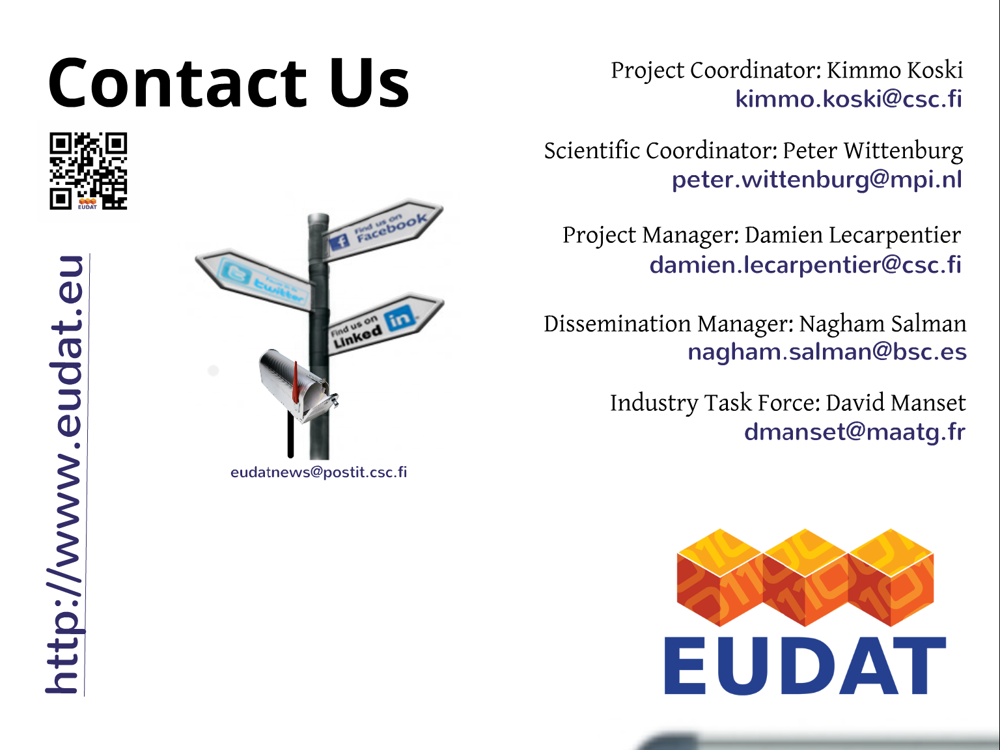 Contact Us
EUDAT
http://www.eudat.eu
Find us on
Facebook
twitter
Find us on
Linked in
eudatnews@postit.csc.fi
Project Coordinator: Kimmo Koski
kimmo.koski@csc.fi
Scientific Coordinator: Peter Wittenburg
peter.wittenburg@mpi.nl
Project Manager: Damien Lecarpentier
damien.lecarpentier@csc.fi
Dissemination Manager: Nagham Salman
nagham.salman@bsc.es
Industry Task Force: David Manset
dmanset@maatg.fr
EUDAT